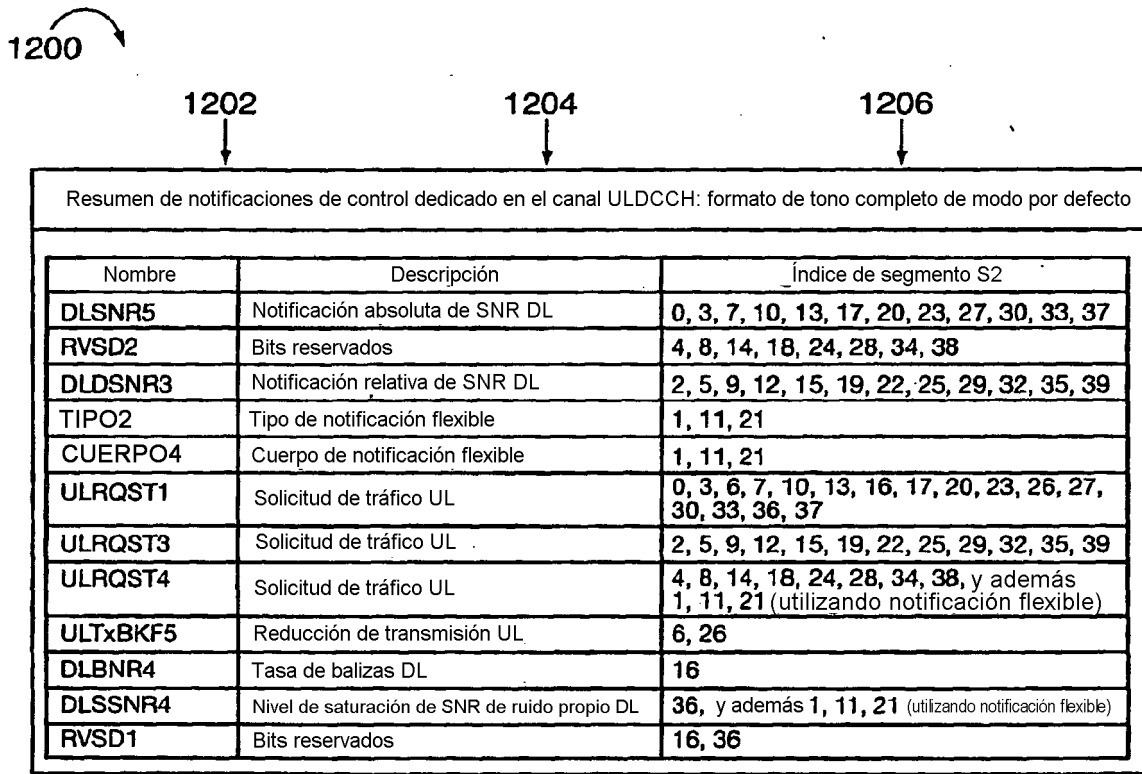 1200
1202 1204 1206
Resumen de notificaciones de control dedicado en el canal ULDCCH: formato de tono completo de modo por defecto
Nombre Descripción Índice de segmento S2
DLSNR5 Notificación absoluta de SNR DL 0, 3, 7, 10, 13, 17, 20, 23, 27, 30, 33, 37
RVSD2 Bits reservados 4, 8, 14, 18, 24, 28, 34, 38
DLDSNR3 Notificación relativa de SNR DL 2, 5, 9, 12, 15, 19, 22, 25, 29, 32, 35, 39
TIPO2 Tipo de notificación flexible 1, 11, 21
CUERPO4 Cuerpo de notificación flexible 1, 11, 21
ULRQST1 Solicitud de tráfico UL 0, 3, 6, 7, 10, 13, 16, 17, 20, 23, 26, 27,
30, 33, 36, 37
ULRQST3 Solicitud de tráfico UL 2, 5, 9, 12, 15, 19, 22, 25, 29, 32, 35, 39
ULRQST4 Solicitud de tráfico UL 4, 8, 14, 18, 24, 28, 34, 38, y además
1, 11, 21 (utilizando notificación flexible)
ULTxBKF5 Reducción de transmisión UL 6, 26
DLBNR4 Tasa de balizas DL 16
DLSSNR4 Nivel de saturación de SNR de ruido propio DL 36, y además 1, 11, 21 (utilizando notificación flexible)
RVSD1 Bits reservados 16, 36